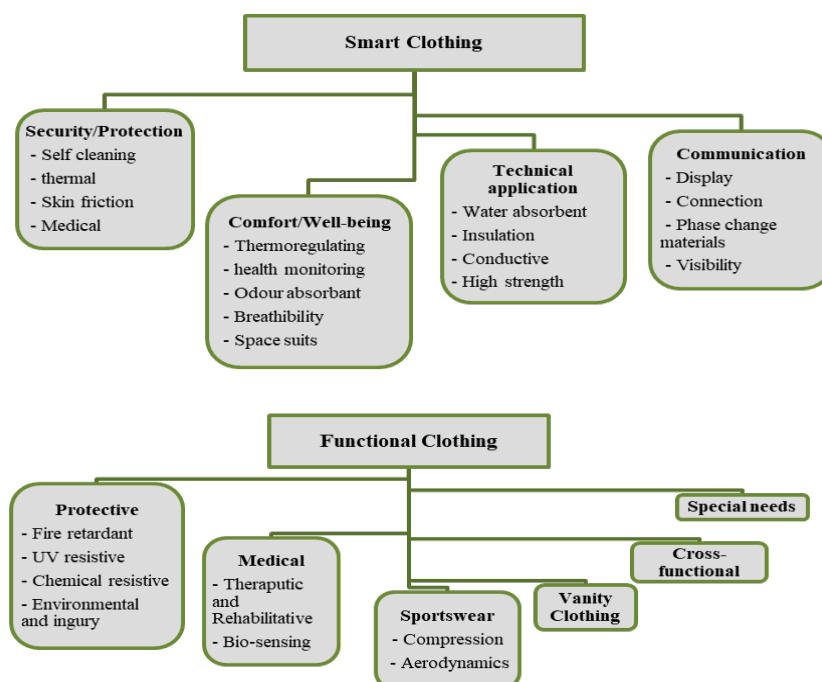 Smart Clothing
Security/Protection
- Self cleaning
- thermal
- Skin friction
- Medical
Comfort/Well-being
- Thermoregulating
- health monitoring
- Odour absorbant
- Breathibility
- Space suits
Technical
application
- Water absorbent
- Insulation
- Conductive
- High strength
Communication
- Display
- Connection
- Phase change
materials
- Visibility
Functional Clothing
Protective
- Fire retardant
- UV resistive
- Chemical resistive
- Environmental
and ingury
Medical
- Theraputic
and
Rehabilitative
- Bio-sensing
Sportswear
- Compression
- Aerodynamics
Vanity
Clothing
Cross-
functional
Special needs